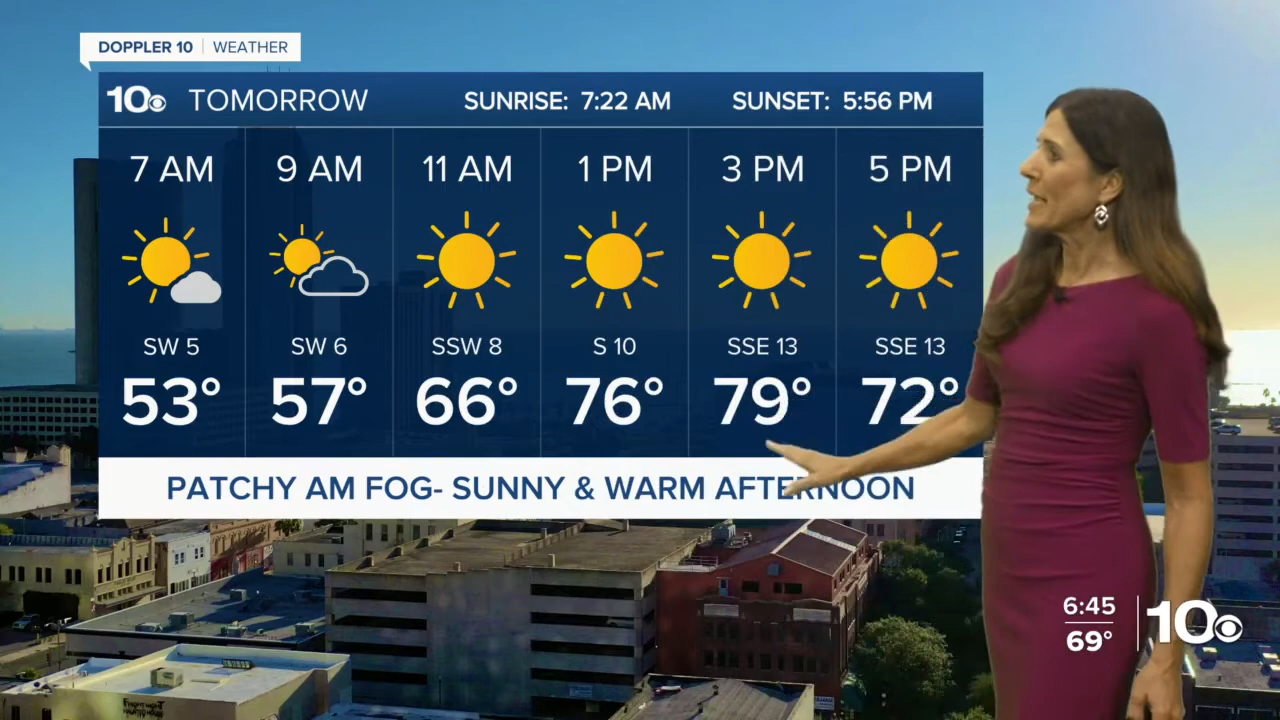 DOPPLER 10 | WEATHER
10 TOMORROW SUNRISE: 7:22 AM SUNSET: 5:56 PM
7 AM 9 AM 11 AM 1 PM 3 PM 5 PM
SW 5 SW 6 SSW 8 S 10 SSE 13 SSE 13
53° 57° 66° 76° 79° 72°
PATCHY AM FOG- SUNNY & WARM AFTERNOON
6:45
69°
10